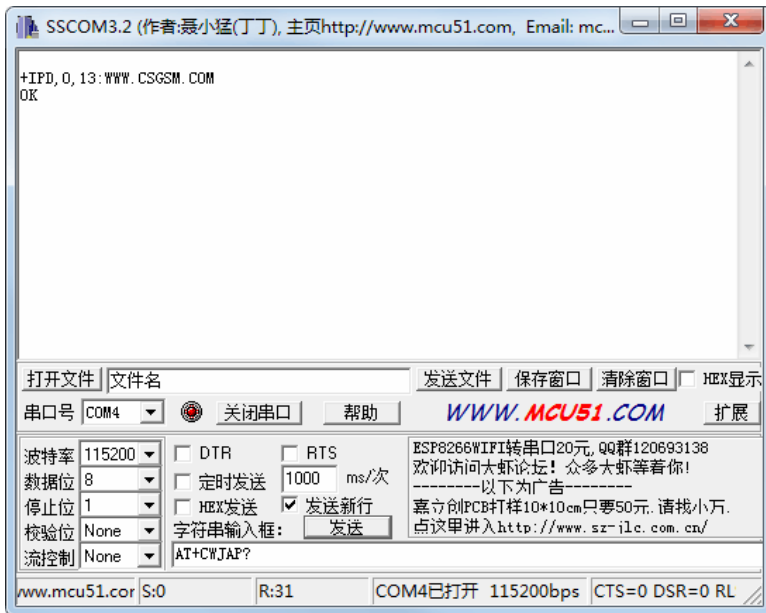 SSCOM3.2 (作者:聂小猛(丁丁), 主页http://www.mcu51.com, Email: mc...
+IPD,0,13:WWW.CSGSM.COM
OK
打开文件 文件名 发送文件 保存窗口 清除窗口 HEX显示
串口号 COM4 关闭串口 帮助 WWW.MCU51.COM 扩展
波特率 115200 DTR RTS
数据位 8 定时发送 1000 ms/次
停止位 1 HEX发送 发送新行
校验位 None 字符串输入框: 发送
流控制 None AT+CWJAP?
ESP8266WIFI转串口20元,QQ群120693138
欢迎访问大虾论坛! 众多大虾等着你!
--------以下为广告--------
嘉立创PCB打样10*10cm只要50元.请找小万.
点这里进入http://www.sz-jlc.com.cn/
www.mcu51.cor S:0 R:31 COM4已打开 115200bps CTS=0 DSR=0 RL